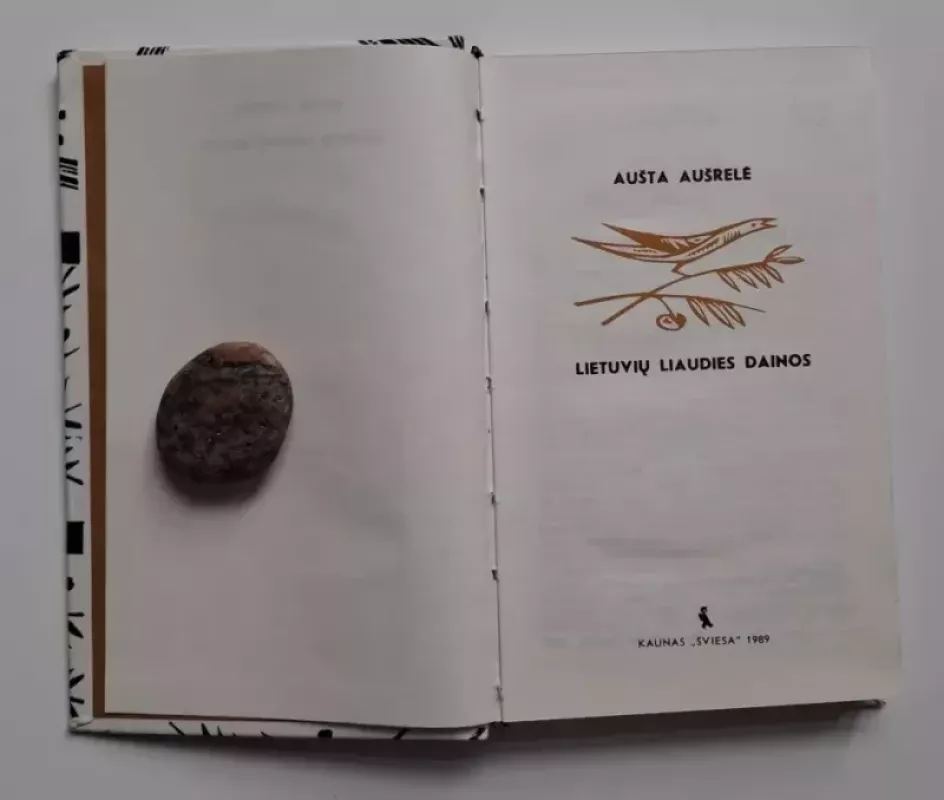 AUŠTA AUŠRELĖ
LIETUVIŲ LIAUDIES DAINOS
KAUNAS „ŠVIESA“ 1989